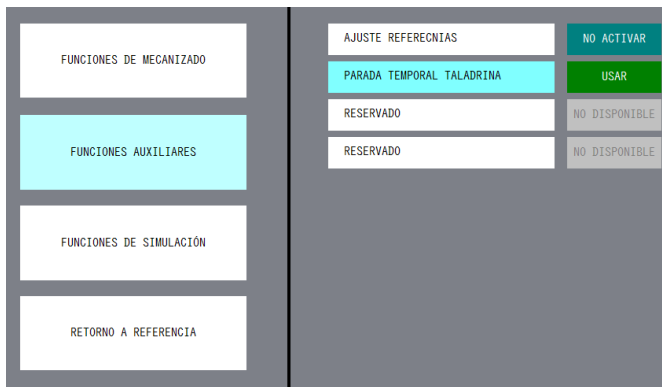 FUNCIONES DE MECANIZADO
FUNCIONES AUXILIARES
FUNCIONES DE SIMULACIÓN
RETORNO A REFERENCIA
AJUSTE REFERECNIAS NO ACTIVAR
PARADA TEMPORAL TALADRINA USAR
RESERVADO NO DISPONIBLE
RESERVADO NO DISPONIBLE